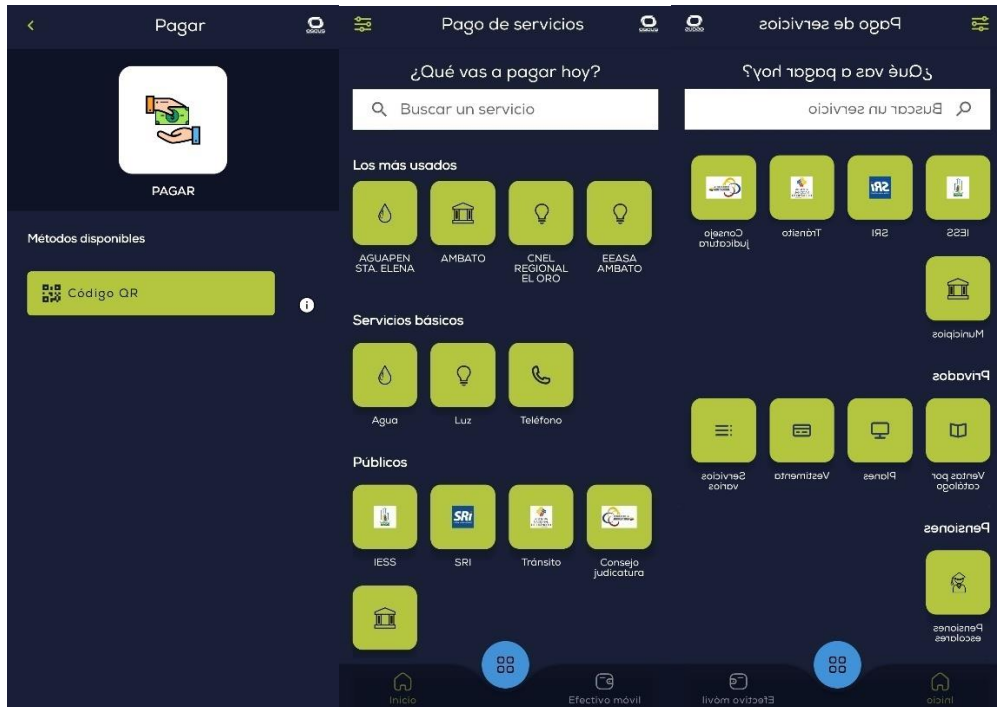 Pagar
PAGAR
Métodos disponibles
Código QR
Pago de servicios
¿Qué vas a pagar hoy?
Buscar un servicio
Los más usados
AGUAPEN
STA. ELENA
AMBATO
CNEL
REGIONAL
EL ORO
EEASA
AMBATO
Servicios básicos
Agua
Luz
Teléfono
Públicos
SRi
IESS
SRI
Tránsito
Consejo
judicatura
Inicio
Efectivo móvil
Pago de servicios
¿Qué vas a pagar hoy?
Buscar un servicio
SRi
IESS
SRI
Tránsito
Consejo
judicatura
Municipios
Privados
Ventas por
catálogo
Planes
Vestimenta
Servicios
varios
Pensiones
Pensiones
escolares
Inicio
Efectivo móvil